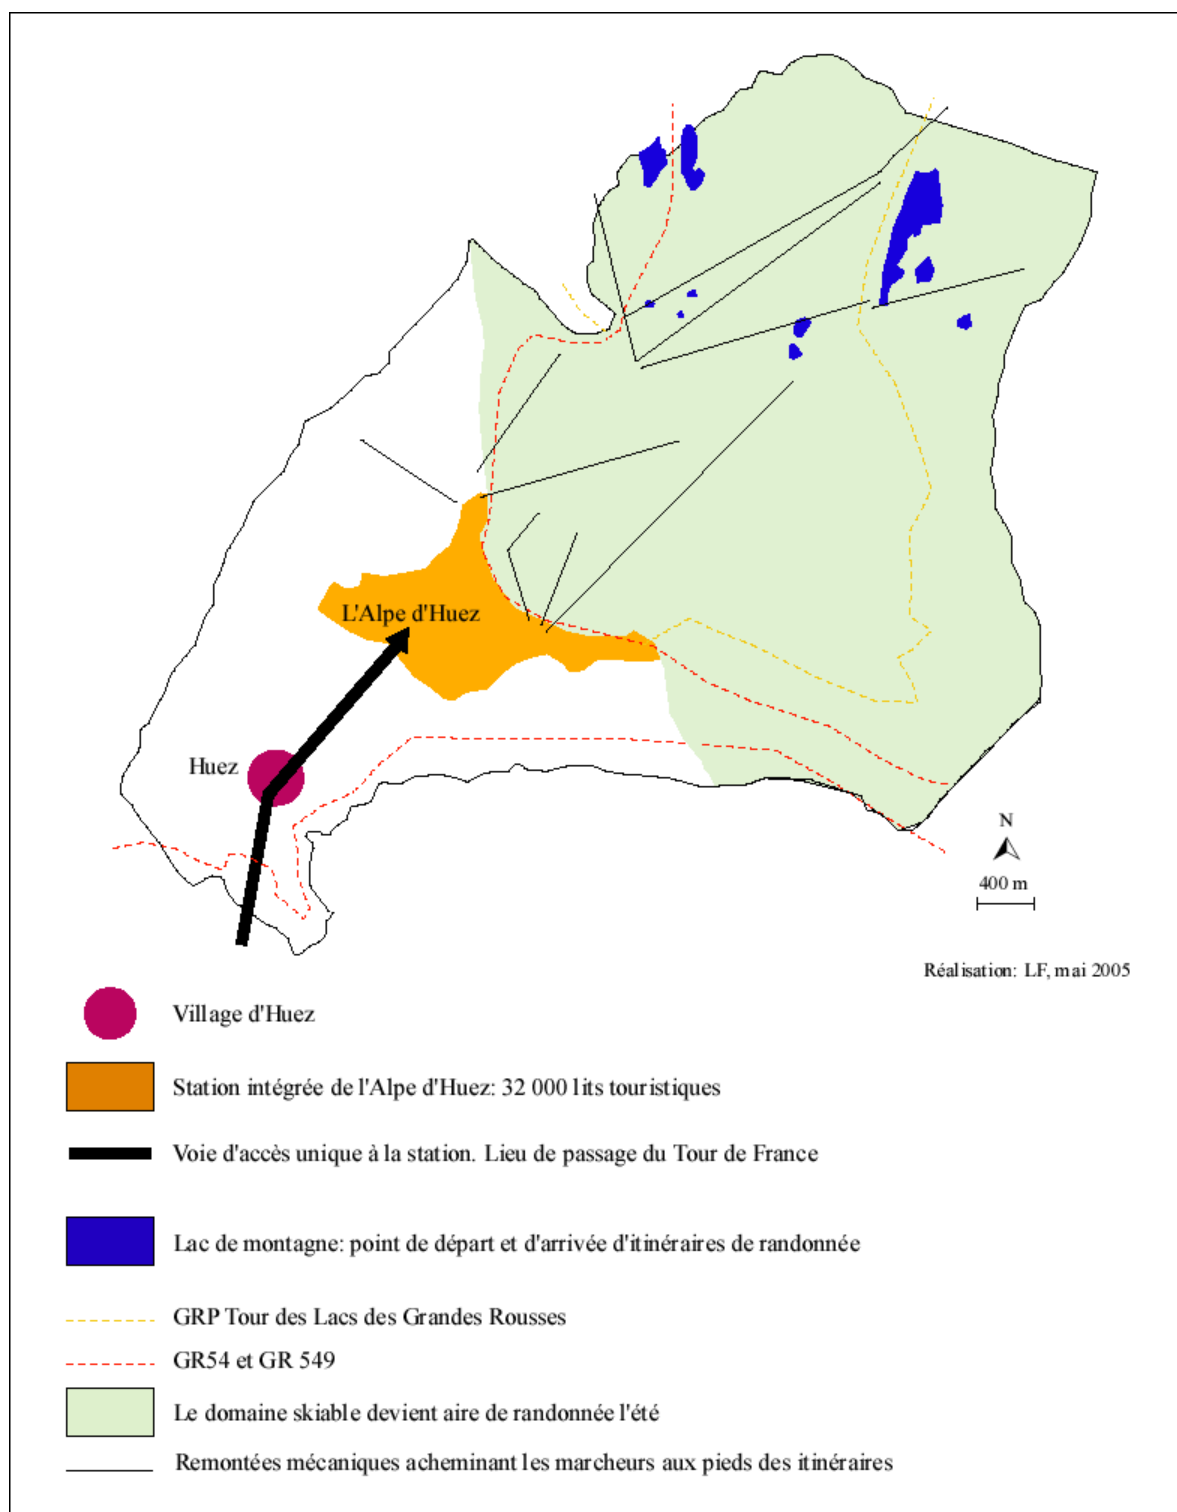 L'Alpe d'Huez
Huez
N
400 m
Réalisation: LF, mai 2005
Village d'Huez
Station intégrée de l'Alpe d'Huez: 32 000 lits touristiques
Voie d'accès unique à la station. Lieu de passage du Tour de France
Lac de montagne: point de départ et d'arrivée d'itinéraires de randonnée
GRP Tour des Lacs des Grandes Rousses
GR54 et GR 549
Le domaine skiable devient aire de randonnée l'été
Remontées mécaniques acheminant les marcheurs aux pieds des itinéraires